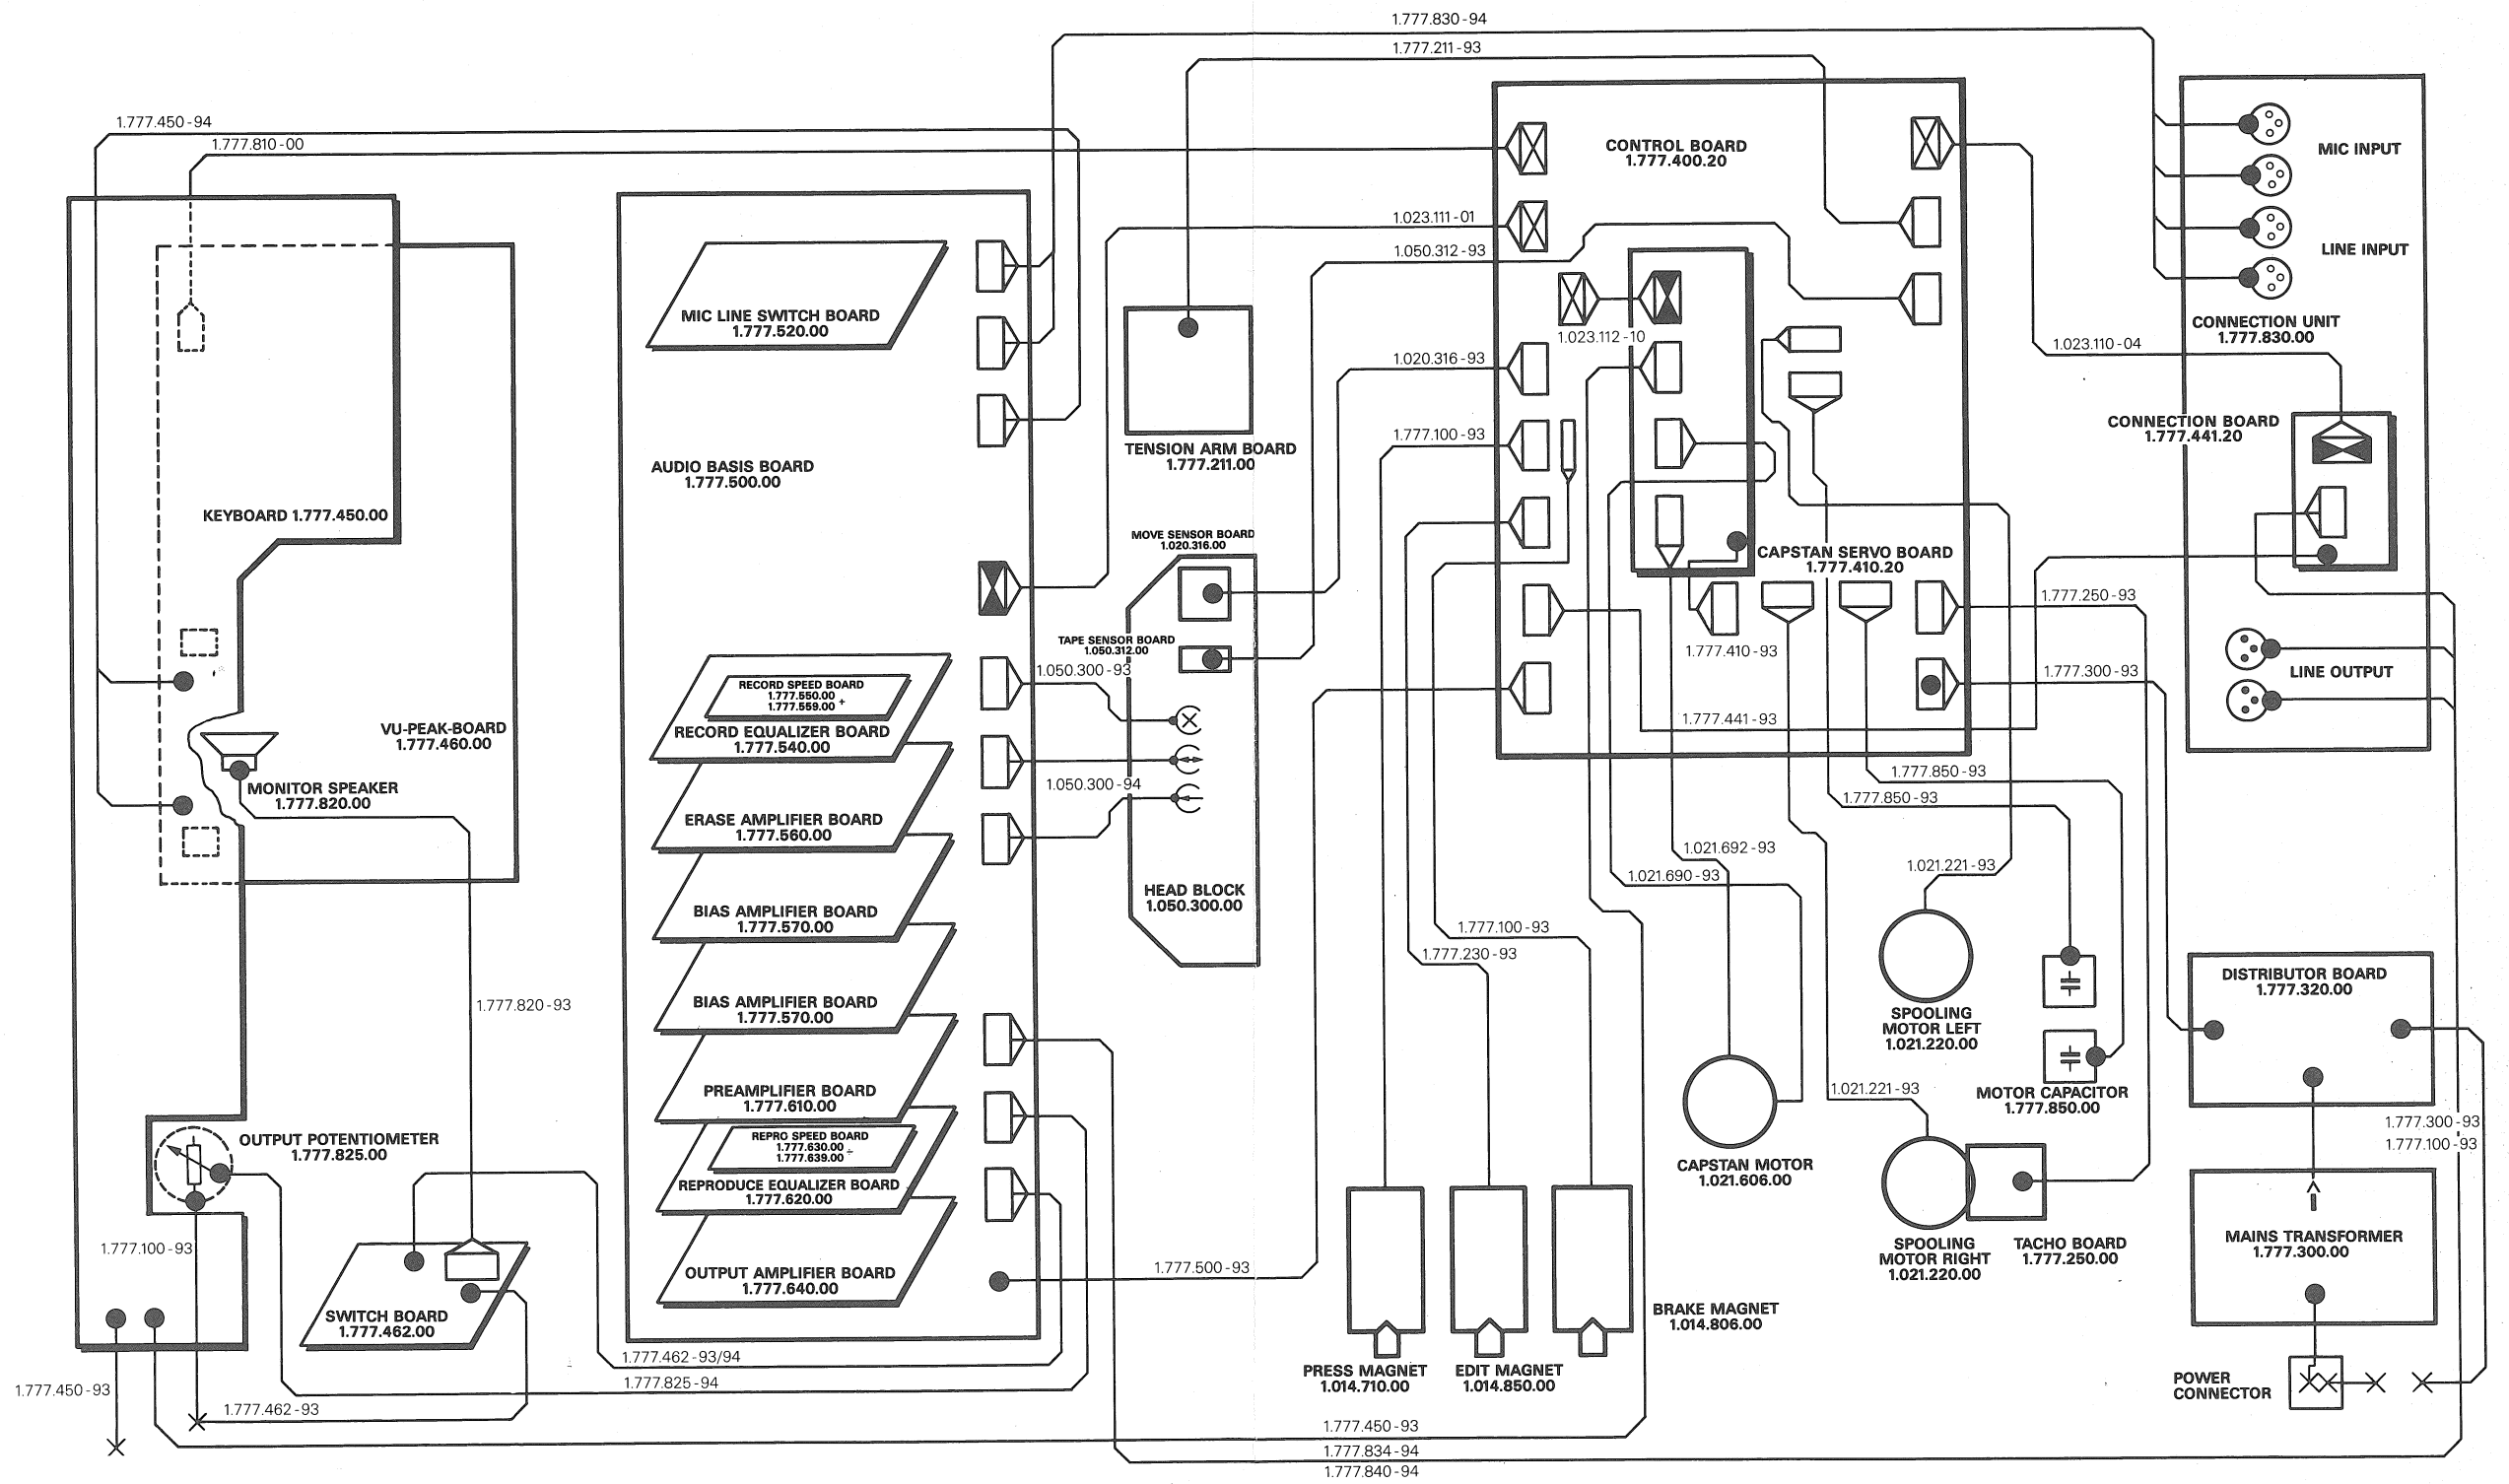 1.777.830-94
1.777.211-93
1.777.450-94
1.777.810-00
CONTROL BOARD
1.777.400.20
MIC INPUT
1.023.111-01
1.050.312-93
LINE INPUT
MIC LINE SWITCH BOARD
1.777.520.00
CONNECTION UNIT
1.777.830.00
1.023.112-10
1.023.110-04
1.020.316-93
CONNECTION BOARD
1.777.441.20
1.777.100-93
TENSION ARM BOARD
1.777.211.00
AUDIO BASIS BOARD
1.777.500.00
KEYBOARD 1.777.450.00
MOVE SENSOR BOARD
1.020.316.00
CAPSTAN SERVO BOARD
1.777.410.20
1.777.250-93
TAPE SENSOR BOARD
1.050.312.00
1.777.410-93
1.050.300-93
1.777.300-93
LINE OUTPUT
RECORD SPEED BOARD
1.777.550.00
1.777.559.00 +
1.777.441-93
VU-PEAK-BOARD
1.777.460.00
RECORD EQUALIZER BOARD
1.777.540.00
1.777.850-93
1.050.300-94
MONITOR SPEAKER
1.777.820.00
1.777.850-93
ERASE AMPLIFIER BOARD
1.777.560.00
1.021.692-93
1.021.221-93
1.021.690-93
HEAD BLOCK
1.050.300.00
BIAS AMPLIFIER BOARD
1.777.570.00
1.777.100-93
1.777.230-93
DISTRIBUTOR BOARD
1.777.320.00
BIAS AMPLIFIER BOARD
1.777.570.00
1.777.820-93
SPOOLING
MOTOR LEFT
1.021.220.00
PREAMPLIFIER BOARD
1.777.610.00
1.021.221-93
MOTOR CAPACITOR
1.777.850.00
1.777.300-93
1.777.100-93
REPRO SPEED BOARD
1.777.630.00
1.777.639.00 +
OUTPUT POTENTIOMETER
1.777.825.00
CAPSTAN MOTOR
1.021.606.00
REPRODUCE EQUALIZER BOARD
1.777.620.00
1.777.100-93
SPOOLING
MOTOR RIGHT
1.021.220.00
TACHO BOARD
1.777.250.00
MAINS TRANSFORMER
1.777.300.00
OUTPUT AMPLIFIER BOARD
1.777.640.00
1.777.500-93
SWITCH BOARD
1.777.462.00
BRAKE MAGNET
1.014.806.00
1.777.462-93/94
PRESS MAGNET
1.014.710.00
EDIT MAGNET
1.014.850.00
POWER
CONNECTOR
1.777.825-94
1.777.450-93
1.777.462-93
1.777.450-93
1.777.834-94
1.777.840-94